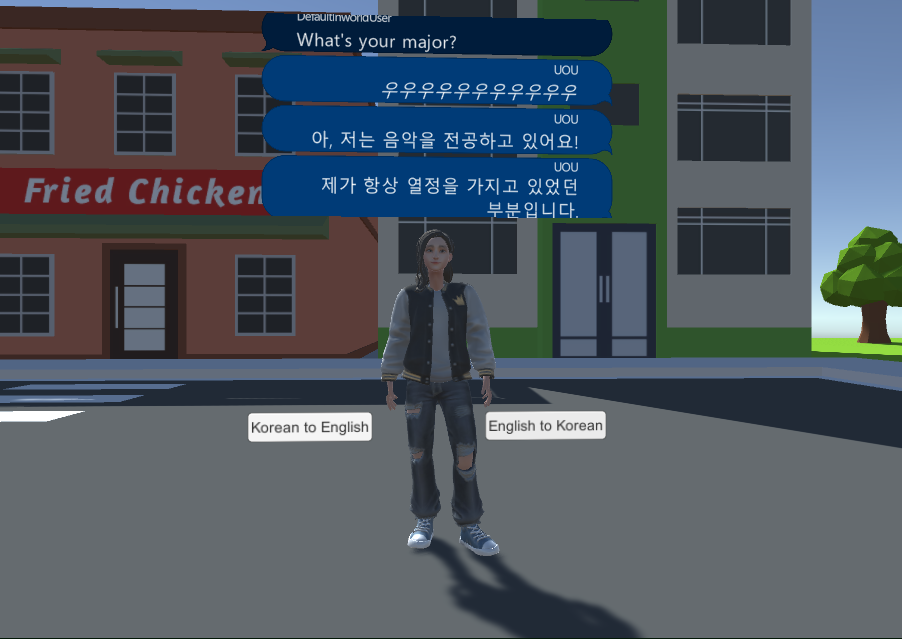 DefaultInworldUser
What's your major?
UOU
우우우우우우우우우우우
UOU
아, 저는 음악을 전공하고 있어요!
UOU
제가 항상 열정을 가지고 있었던
부분입니다.
Fried Chicken
Korean to English
English to Korean